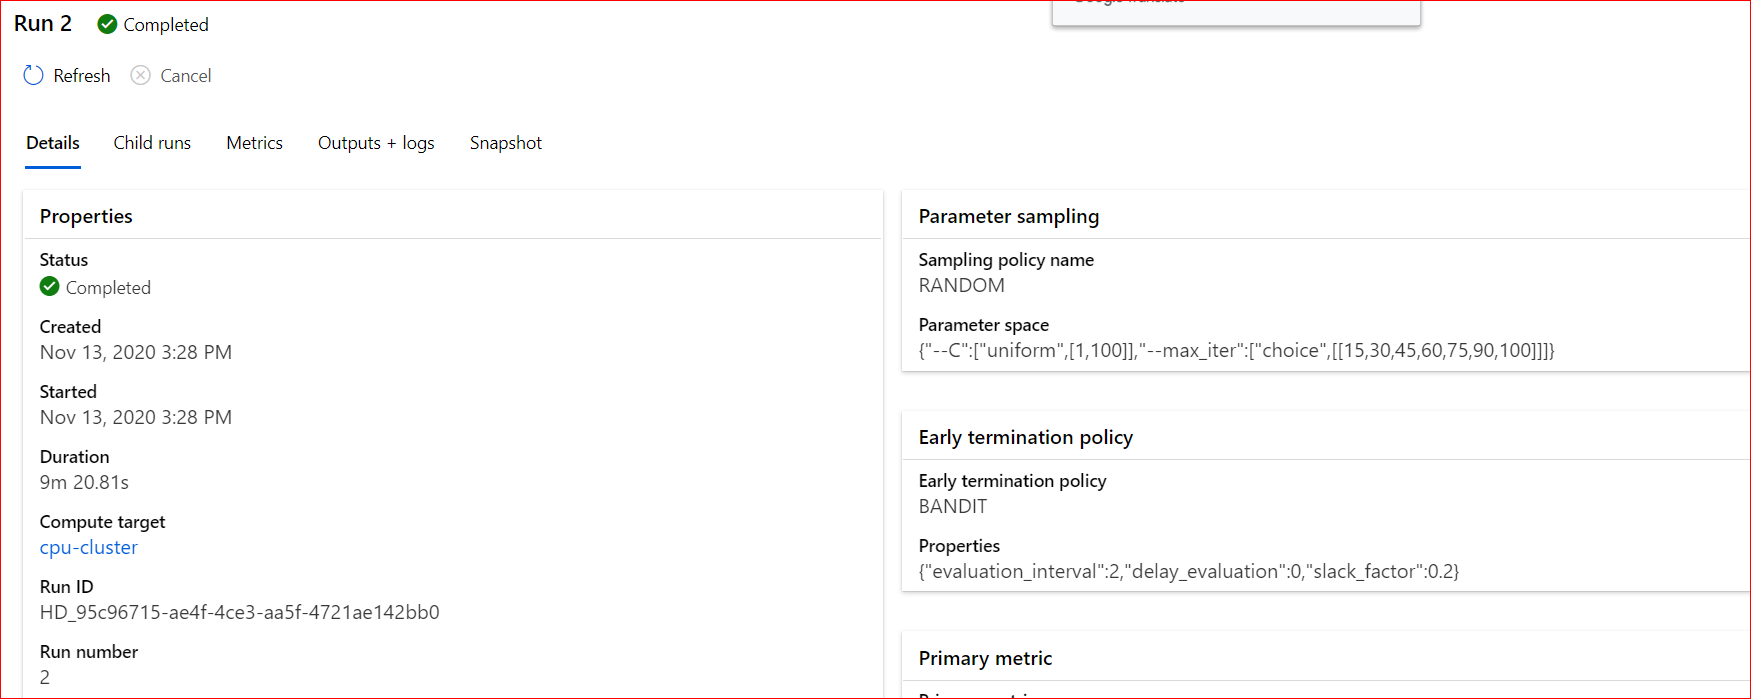 Run 2 Completed
Refresh Cancel
Details Child runs Metrics Outputs + logs Snapshot
Properties
Status
Completed
Created
Nov 13, 2020 3:28 PM
Started
Nov 13, 2020 3:28 PM
Duration
9m 20.81s
Compute target
cpu-cluster
Run ID
HD_95c96715-ae4f-4ce3-aa5f-4721ae142bb0
Run number
2
Parameter sampling
Sampling policy name
RANDOM
Parameter space
{"--C":["uniform",[1,100]],"--max_iter":["choice",[[15,30,45,60,75,90,100]]]}
Early termination policy
Early termination policy
BANDIT
Properties
{"evaluation_interval":2,"delay_evaluation":0,"slack_factor":0.2}
Primary metric